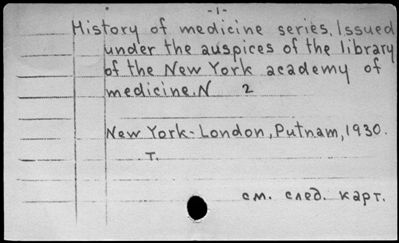 -1-
History of medicine series. Issued
under the auspices of the library
of the New York academy of
medicine. N 2
New York-London, Putnam, 1930.
т.
см. след. карт.